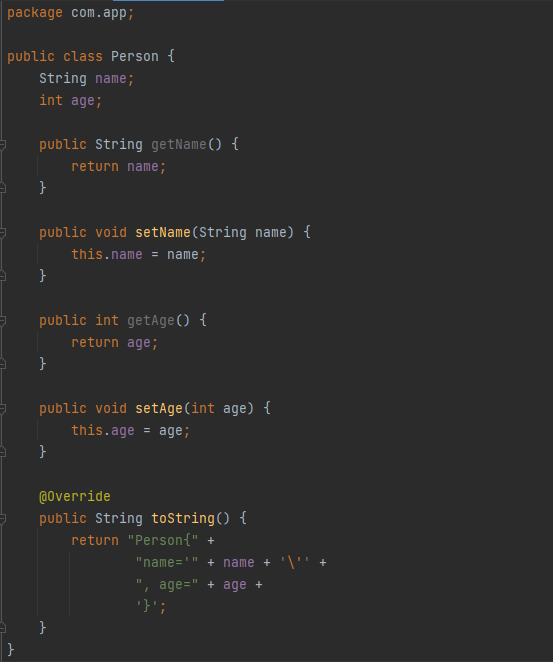 package com.app;
public class Person {
String name;
int age;
public String getName() {
return name;
}
public void setName(String name) {
this.name = name;
}
public int getAge() {
return age;
}
public void setAge(int age) {
this.age = age;
}
@Override
public String toString() {
return "Person{" +
"name='" + name + '\'' +
", age=" + age +
'}';
}
}